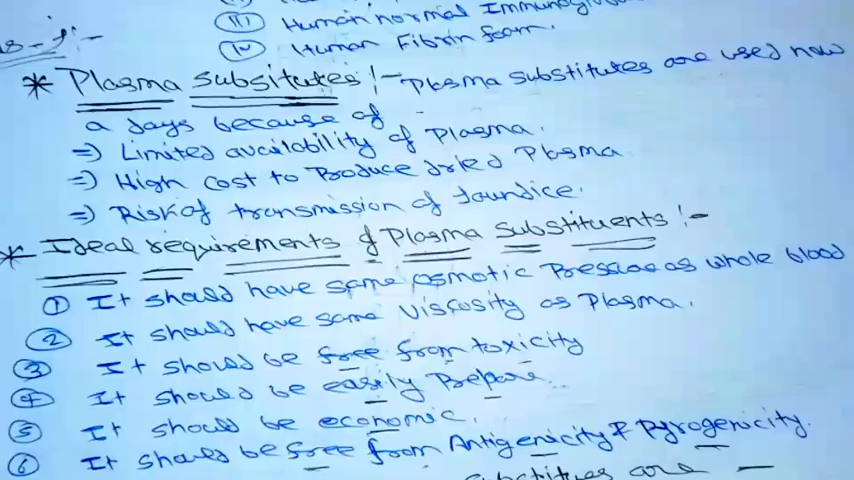 (iii) Human normal Immunoglobu
(iv) Human Fibrin foam.
* Plasma substitutes :- Plasma substitutes are used now
a days because of -
=> Limited availability of Plasma.
=> High cost to Produce dried Plasma
=> Risk of transmission of Jaundice.
* Ideal requirements of Plasma substituents :-
① It should have same osmotic Pressure as whole blood
② It should have same Viscosity as Plasma.
③ It should be free from toxicity
④ It should be easily Prepare..
⑤ It should be economic.
⑥ It should be free from Antigenicity & Pyrogenicity.
substitues are —